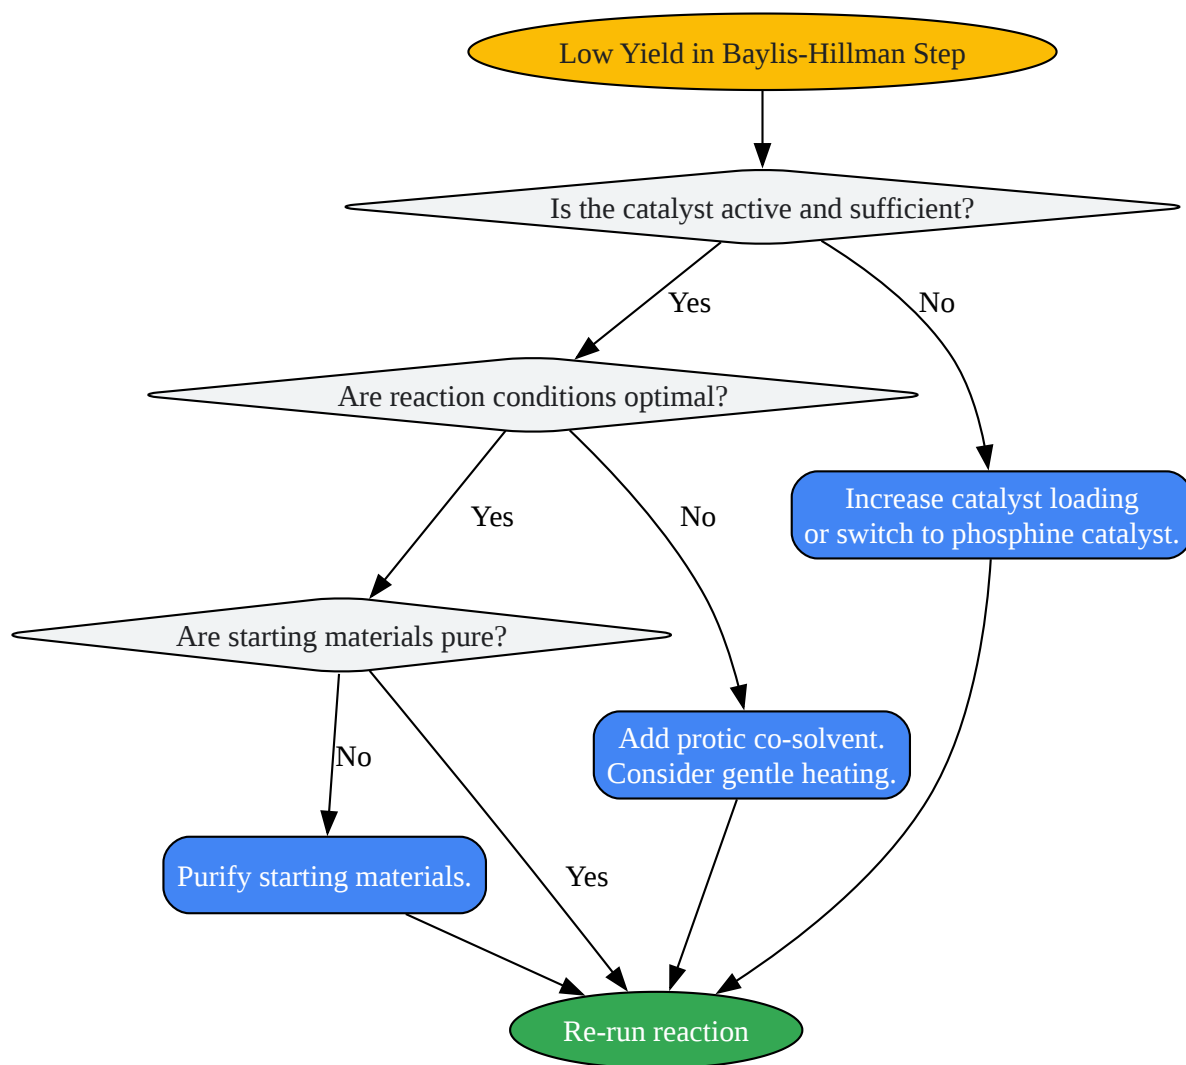 Low Yield in Baylis-Hillman Step
Is the catalyst active and sufficient?
Yes
No
Are reaction conditions optimal?
Increase catalyst loading
or switch to phosphine catalyst.
Yes
No
Are starting materials pure?
Add protic co-solvent.
Consider gentle heating.
No
Purify starting materials.
Yes
Re-run reaction